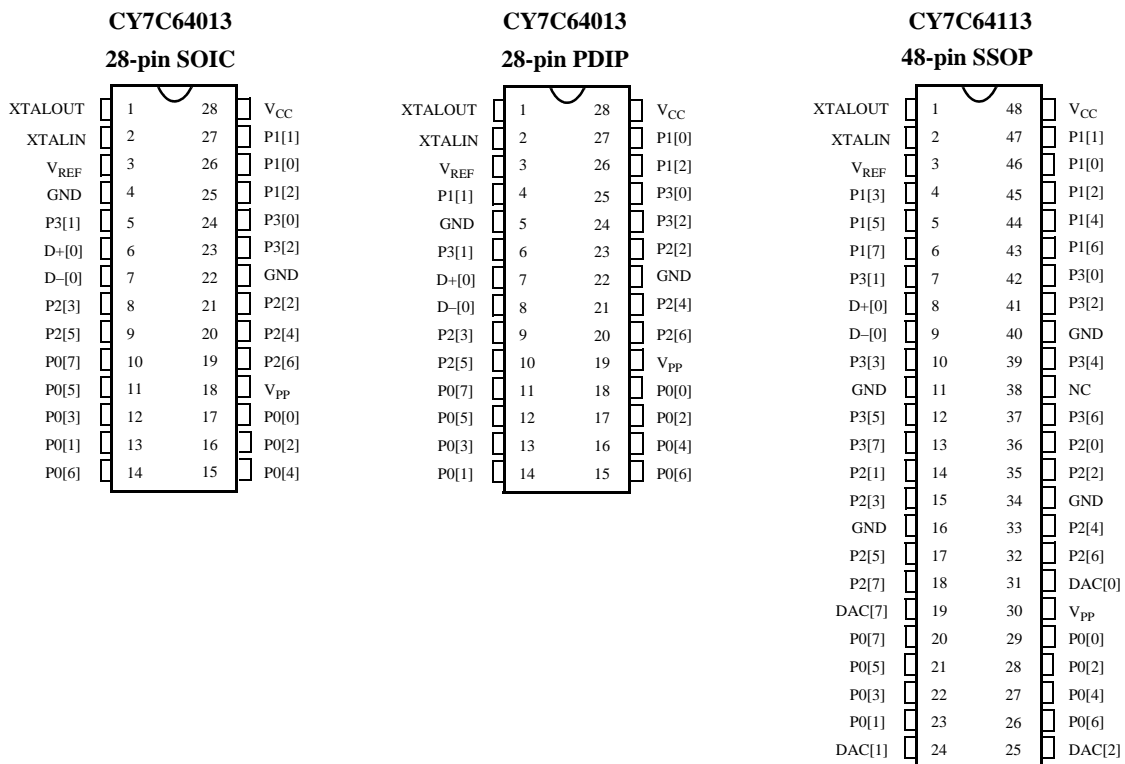 CY7C64013
28-pin SOIC
XTALOUT 1 28 VCC
XTALIN 2 27 P1[1]
VREF 3 26 P1[0]
GND 4 25 P1[2]
P3[1] 5 24 P3[0]
D+[0] 6 23 P3[2]
D–[0] 7 22 GND
P2[3] 8 21 P2[2]
P2[5] 9 20 P2[4]
P0[7] 10 19 P2[6]
P0[5] 11 18 VPP
P0[3] 12 17 P0[0]
P0[1] 13 16 P0[2]
P0[6] 14 15 P0[4]
CY7C64013
28-pin PDIP
XTALOUT 1 28 VCC
XTALIN 2 27 P1[0]
VREF 3 26 P1[2]
P1[1] 4 25 P3[0]
GND 5 24 P3[2]
P3[1] 6 23 P2[2]
D+[0] 7 22 GND
D–[0] 8 21 P2[4]
P2[3] 9 20 P2[6]
P2[5] 10 19 VPP
P0[7] 11 18 P0[0]
P0[5] 12 17 P0[2]
P0[3] 13 16 P0[4]
P0[1] 14 15 P0[6]
CY7C64113
48-pin SSOP
XTALOUT 1 48 VCC
XTALIN 2 47 P1[1]
VREF 3 46 P1[0]
P1[3] 4 45 P1[2]
P1[5] 5 44 P1[4]
P1[7] 6 43 P1[6]
P3[1] 7 42 P3[0]
D+[0] 8 41 P3[2]
D–[0] 9 40 GND
P3[3] 10 39 P3[4]
GND 11 38 NC
P3[5] 12 37 P3[6]
P3[7] 13 36 P2[0]
P2[1] 14 35 P2[2]
P2[3] 15 34 GND
GND 16 33 P2[4]
P2[5] 17 32 P2[6]
P2[7] 18 31 DAC[0]
DAC[7] 19 30 VPP
P0[7] 20 29 P0[0]
P0[5] 21 28 P0[2]
P0[3] 22 27 P0[4]
P0[1] 23 26 P0[6]
DAC[1] 24 25 DAC[2]